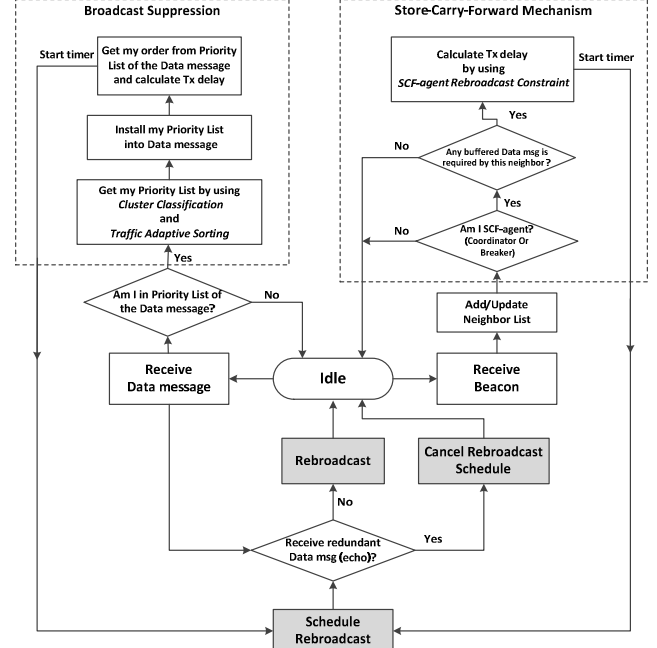 Broadcast Suppression
Store-Carry-Forward Mechanism
Start timer
Get my order from Priority
List of the Data message
and calculate Tx delay
Calculate Tx delay
by using
SCF-agent Rebroadcast Constraint
Start timer
Yes
Install my Priority List
into Data message
No
Any buffered Data msg is
required by this neighbor?
Get my Priority List by using
Cluster Classification
and
Traffic Adaptive Sorting
Yes
No
Am I SCF-agent?
(Coordinator Or
Breaker)
Yes
Am I in Priority List of
the Data message?
No
Add/Update
Neighbor List
Receive
Data message
Idle
Receive
Beacon
Rebroadcast
Cancel Rebroadcast
Schedule
No
Receive redundant
Data msg (echo)?
Yes
Schedule
Rebroadcast